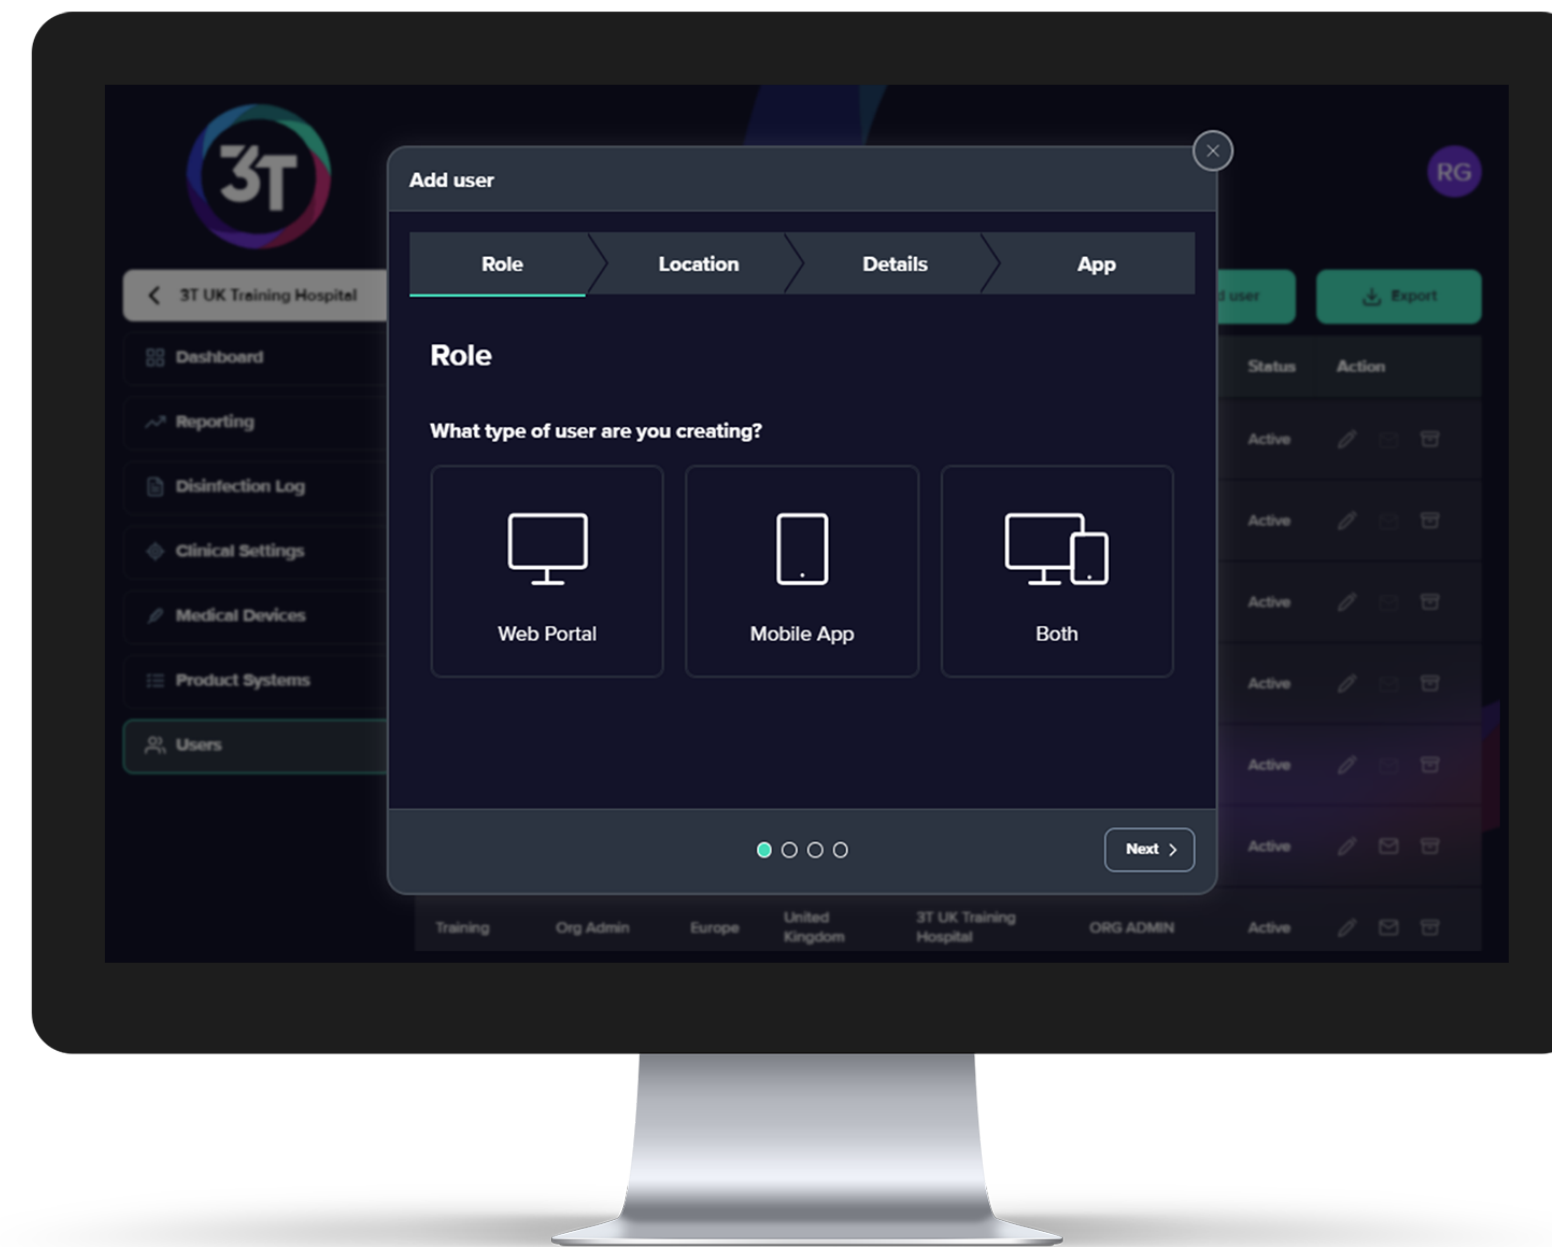 3T
RG
Add user
Role
Location
Details
App
3T UK Training Hospital
user
Export
Dashboard
Reporting
Disinfection Log
Clinical Settings
Medical Devices
Product Systems
Users
Role
What type of user are you creating?
Web Portal
Mobile App
Both
Next
Status
Action
Active
Active
Active
Active
Active
Active
Training
Org Admin
Europe
United
Kingdom
3T UK Training
Hospital
ORG ADMIN
Active